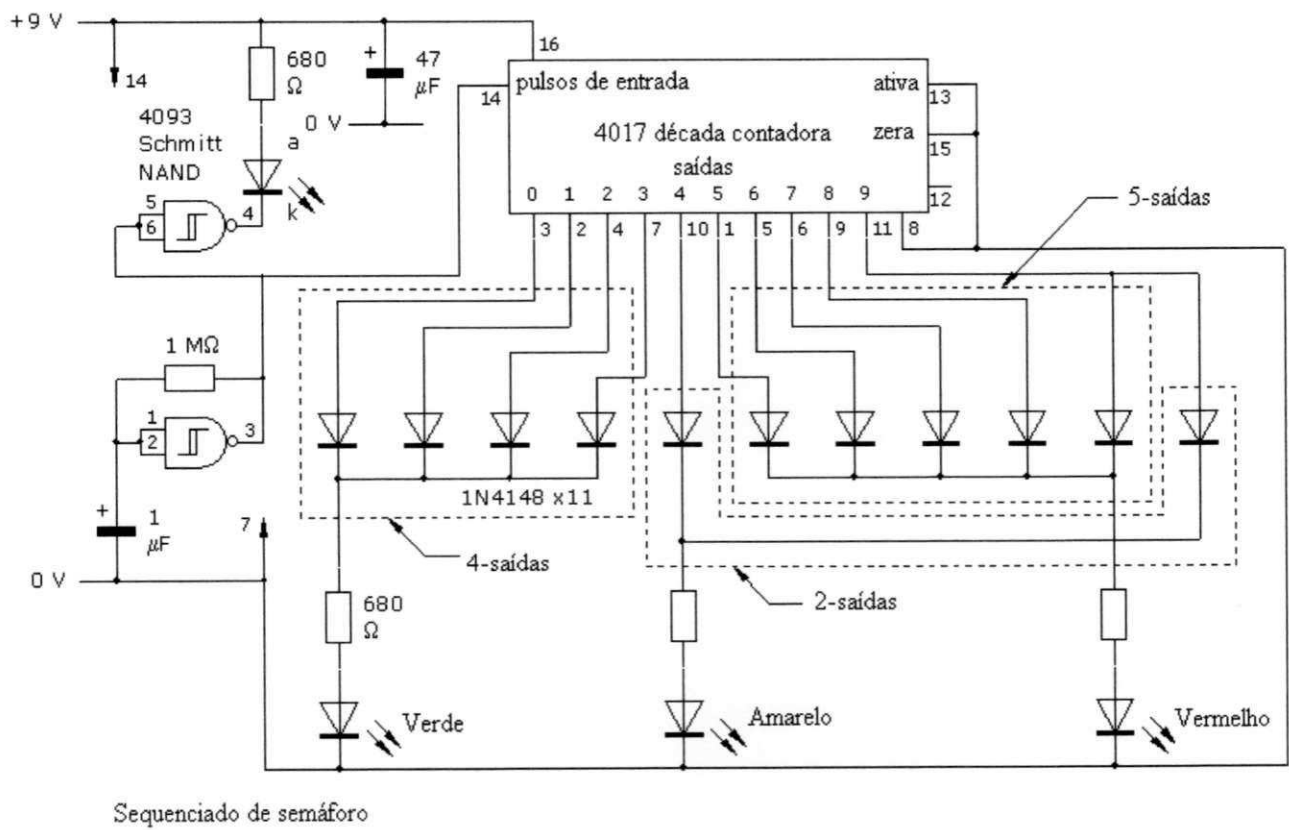 +9 V
14
680
Ω
+
47
μF
0 V
4093
Schmitt
NAND
a
k
5
6
4
16
14
pulsos de entrada
ativa
13
4017 década contadora
zera
15
saídas
12
0 1 2 3 4 5 6 7 8 9
3 2 4 7 10 1 5 6 9 11 8
5-saídas
1 MΩ
1
2
3
1N4148 x11
+
1
μF
7
4-saídas
0 V
2-saídas
680
Ω
Verde
Amarelo
Vermelho
Sequenciado de semáforo